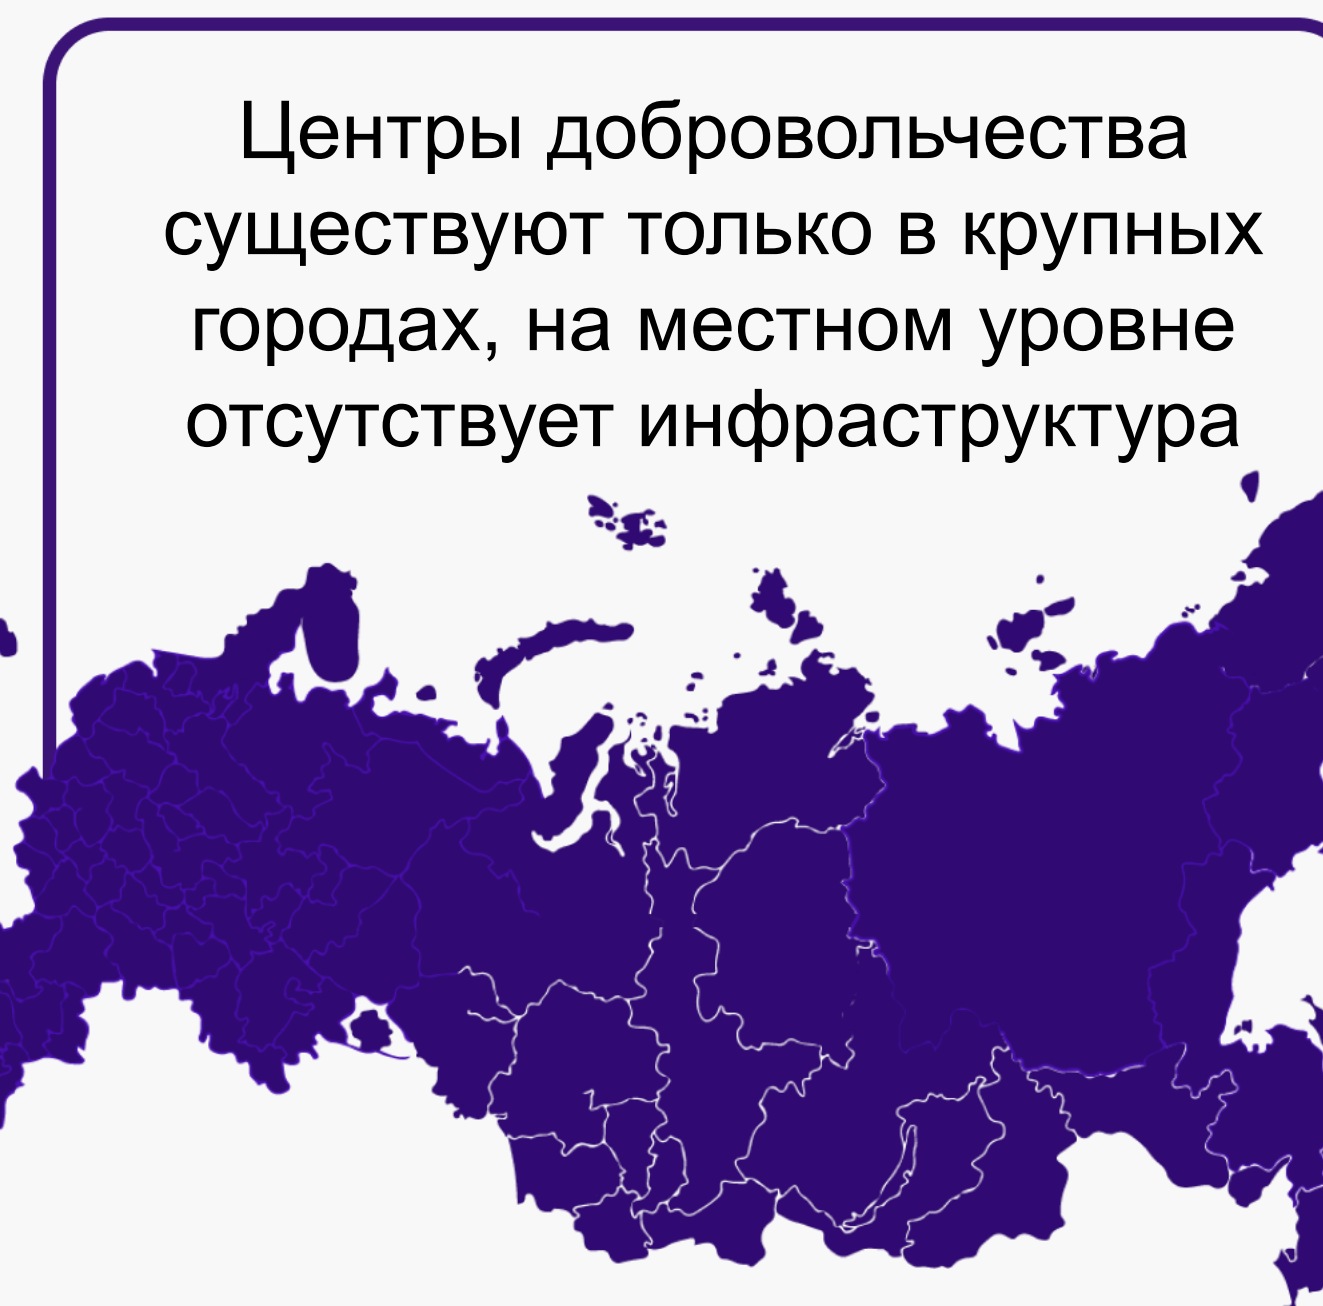 Центры добровольчества
существуют только в крупных
городах, на местном уровне
отсутствует инфраструктура